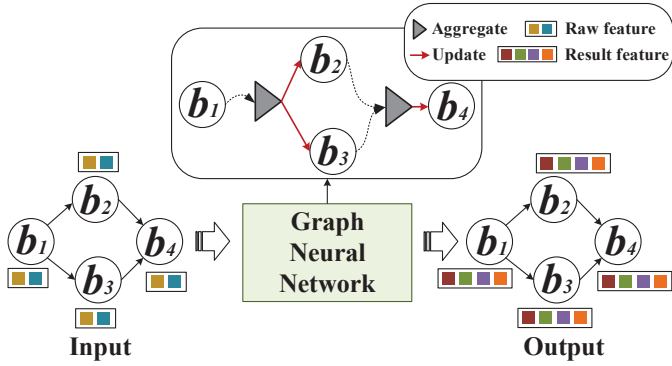 Aggregate Raw feature
Update Result feature
b2
b1 b4
b3
b2
b1 b4
b3
Input
Graph
Neural
Network
b2
b1 b4
b3
Output